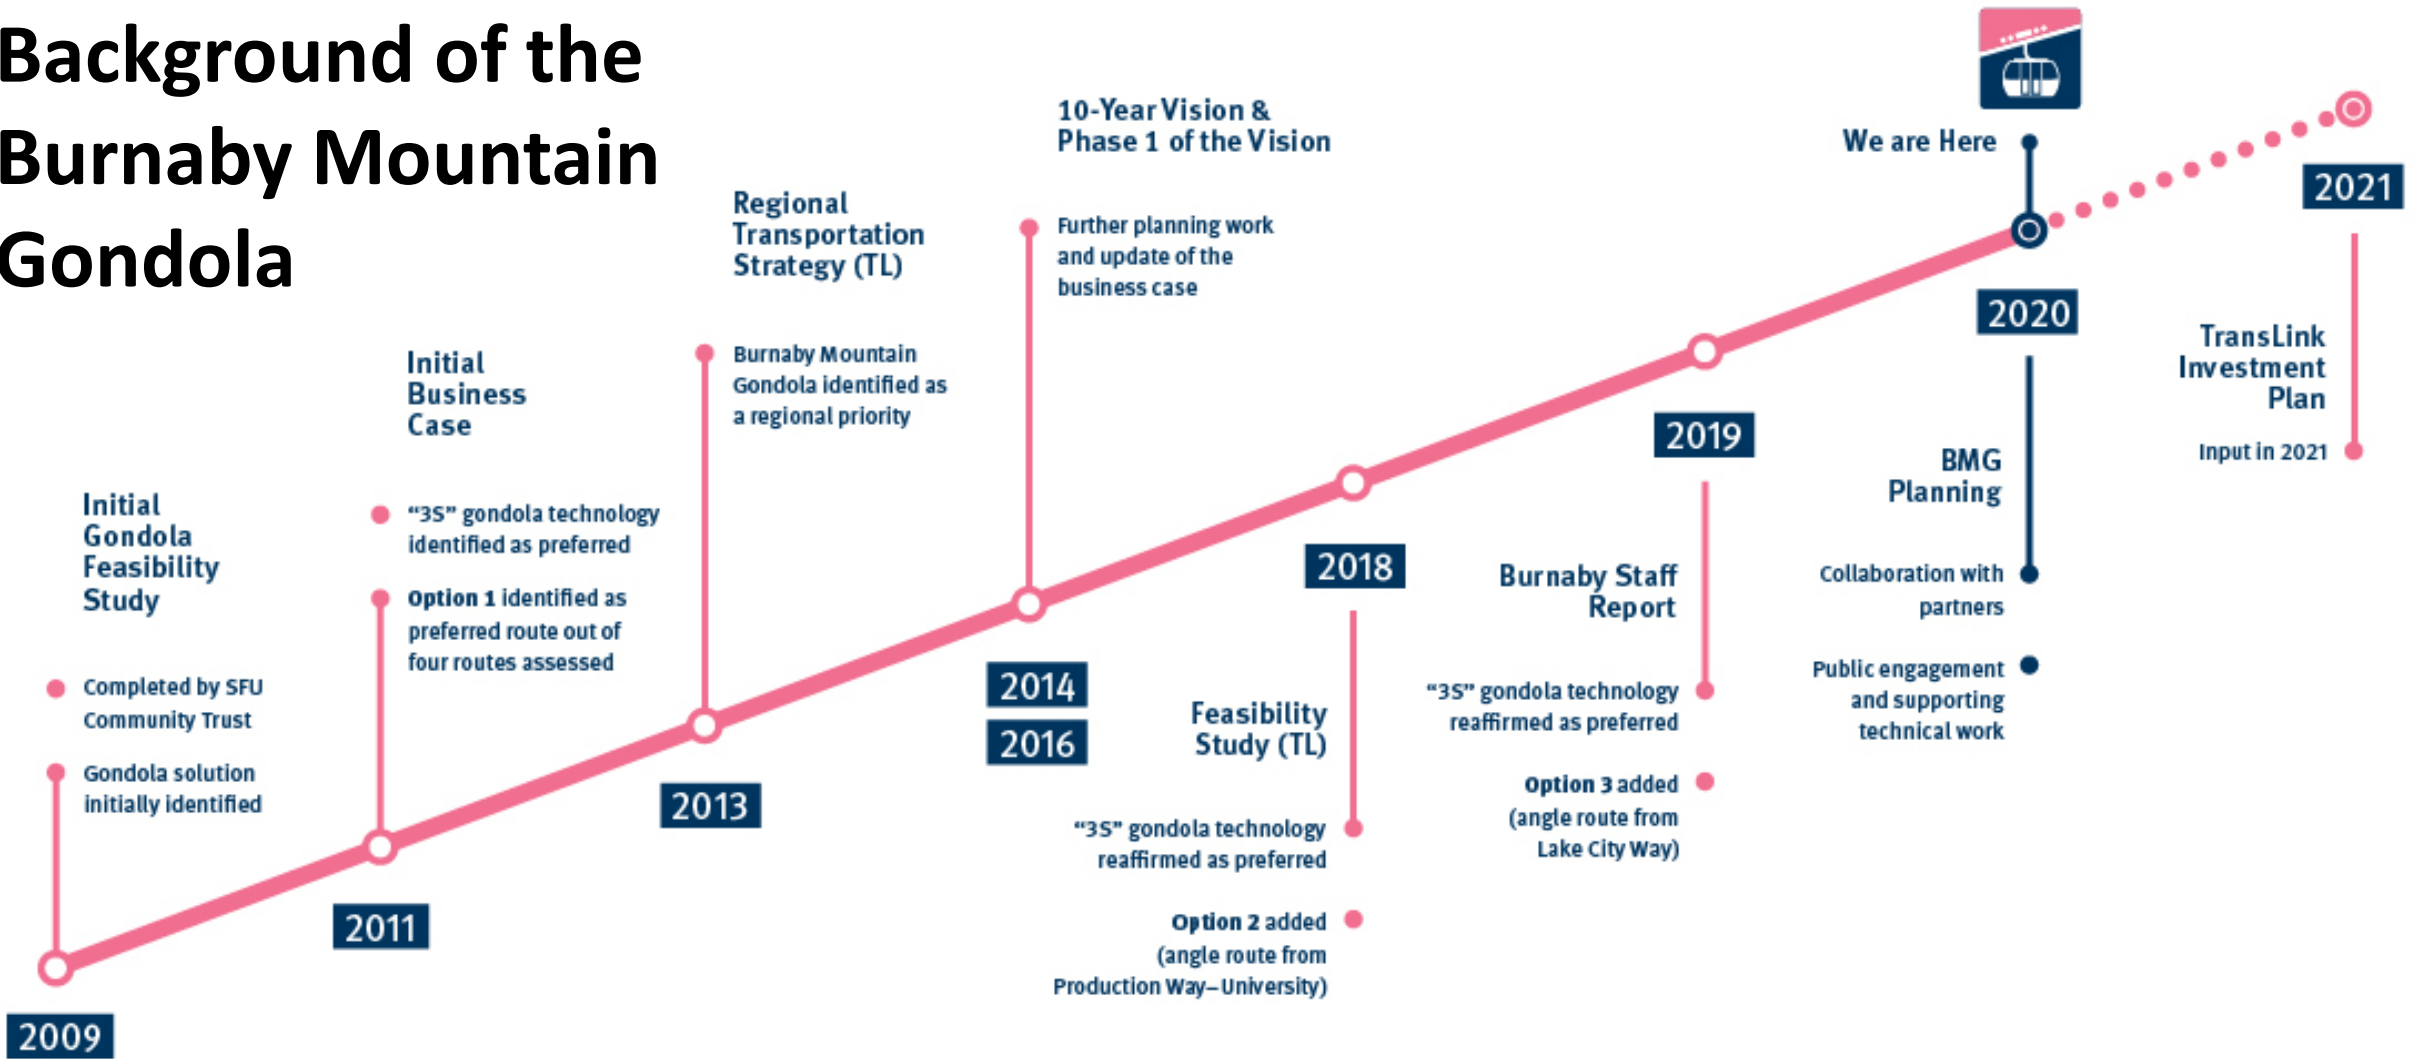 Background of the
Burnaby Mountain
Gondola
Initial
Gondola
Feasibility
Study
Completed by SFU
Community Trust
Gondola solution
initially identified
2009
Initial
Business
Case
“3S” gondola technology
identified as preferred
Option 1 identified as
preferred route out of
four routes assessed
2011
Regional
Transportation
Strategy (TL)
Burnaby Mountain
Gondola identified as
a regional priority
2013
10-Year Vision &
Phase 1 of the Vision
Further planning work
and update of the
business case
2014
2016
2018
Feasibility
Study (TL)
“3S” gondola technology
reaffirmed as preferred
Option 2 added
(angle route from
Production Way–University)
2019
Burnaby Staff
Report
“3S” gondola technology
reaffirmed as preferred
Option 3 added
(angle route from
Lake City Way)
We are Here
2020
BMG
Planning
Collaboration with
partners
Public engagement
and supporting
technical work
2021
TransLink
Investment
Plan
Input in 2021